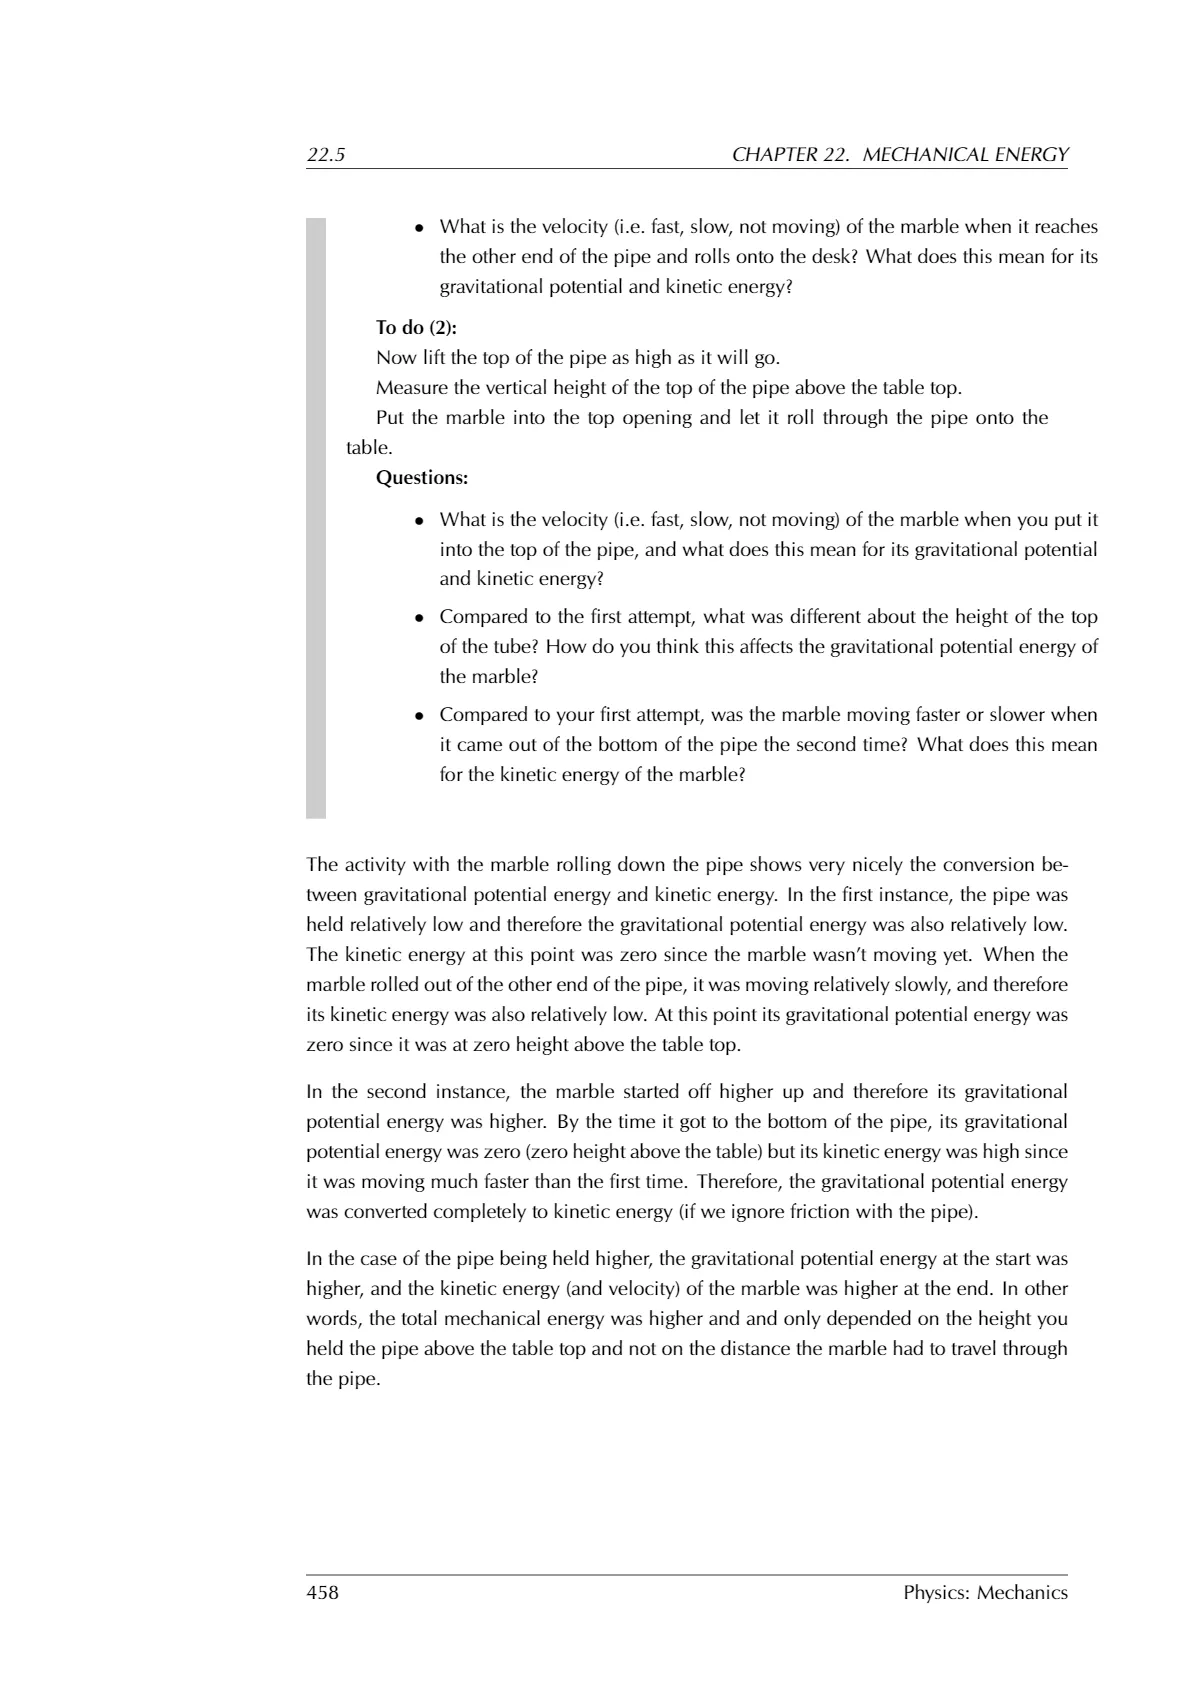 22.5 CHAPTER 22. MECHANICAL ENERGY
• What is the velocity (i.e. fast, slow, not moving) of the marble when it reaches
the other end of the pipe and rolls onto the desk? What does this mean for its
gravitational potential and kinetic energy?
To do (2):
Now lift the top of the pipe as high as it will go.
Measure the vertical height of the top of the pipe above the table top.
Put the marble into the top opening and let it roll through the pipe onto the
table.
Questions:
• What is the velocity (i.e. fast, slow, not moving) of the marble when you put it
into the top of the pipe, and what does this mean for its gravitational potential
and kinetic energy?
• Compared to the first attempt, what was different about the height of the top
of the tube? How do you think this affects the gravitational potential energy of
the marble?
• Compared to your first attempt, was the marble moving faster or slower when
it came out of the bottom of the pipe the second time? What does this mean
for the kinetic energy of the marble?
The activity with the marble rolling down the pipe shows very nicely the conversion be-
tween gravitational potential energy and kinetic energy. In the first instance, the pipe was
held relatively low and therefore the gravitational potential energy was also relatively low.
The kinetic energy at this point was zero since the marble wasn't moving yet. When the
marble rolled out of the other end of the pipe, it was moving relatively slowly, and therefore
its kinetic energy was also relatively low. At this point its gravitational potential energy was
zero since it was at zero height above the table top.
In the second instance, the marble started off higher up and therefore its gravitational
potential energy was higher. By the time it got to the bottom of the pipe, its gravitational
potential energy was zero (zero height above the table) but its kinetic energy was high since
it was moving much faster than the first time. Therefore, the gravitational potential energy
was converted completely to kinetic energy (if we ignore friction with the pipe).
In the case of the pipe being held higher, the gravitational potential energy at the start was
higher, and the kinetic energy (and velocity) of the marble was higher at the end. In other
words, the total mechanical energy was higher and and only depended on the height you
held the pipe above the table top and not on the distance the marble had to travel through
the pipe.
458 Physics: Mechanics